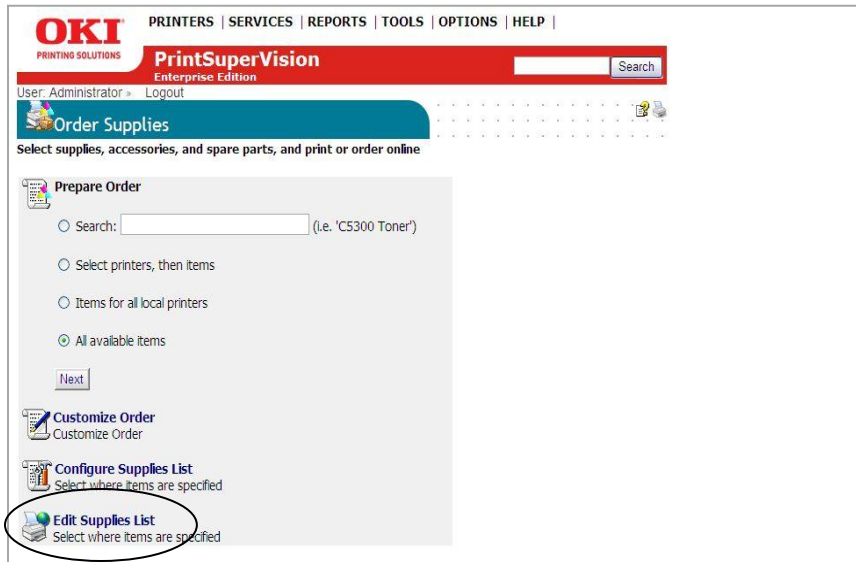 OKI
PRINTING SOLUTIONS
PRINTERS | SERVICES | REPORTS | TOOLS | OPTIONS | HELP |
PrintSuperVision
Enterprise Edition
Search
User: Administrator » Logout
Order Supplies
Select supplies, accessories, and spare parts, and print or order online
Prepare Order
Search: (i.e. 'C5300 Toner')
Select printers, then items
Items for all local printers
All available items
Next
Customize Order
Customize Order
Configure Supplies List
Select where items are specified
Edit Supplies List
Select where items are specified